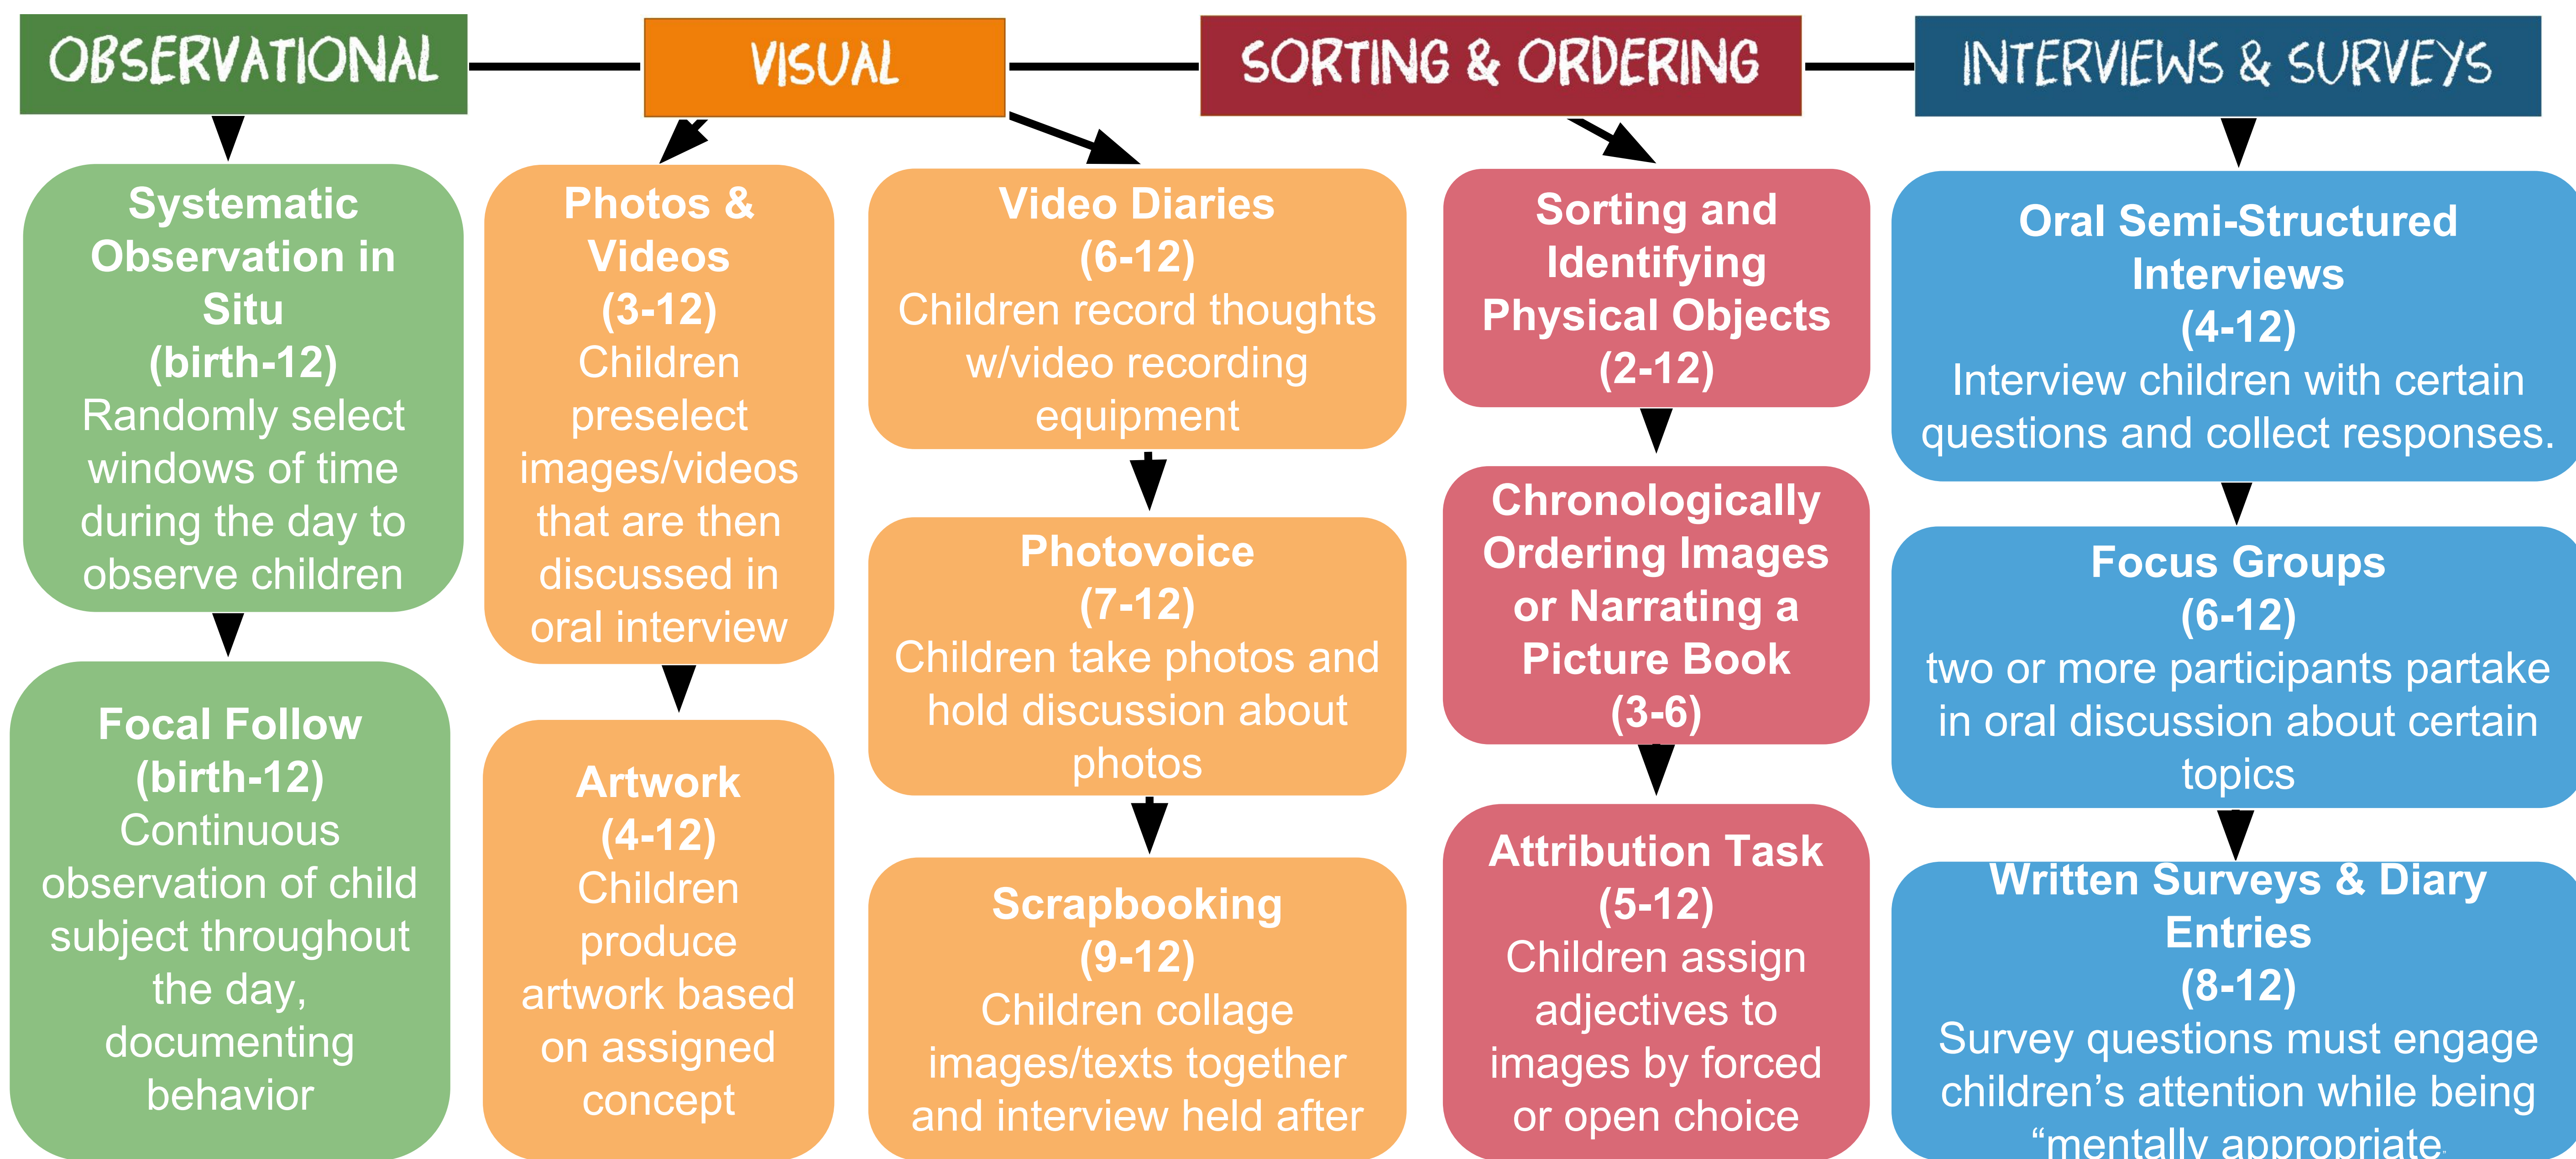 OBSERVATIONAL
VISUAL
SORTING & ORDERING
INTERVIEWS & SURVEYS
Systematic
Observation in
Situ
(birth-12)
Randomly select
windows of time
during the day to
observe children
Focal Follow
(birth-12)
Continuous
observation of child
subject throughout
the day,
documenting
behavior
Photos &
Videos
(3-12)
Children
preselect
images/videos
that are then
discussed in
oral interview
Artwork
(4-12)
Children
produce
artwork based
on assigned
concept
Video Diaries
(6-12)
Children record thoughts
w/video recording
equipment
Photovoice
(7-12)
Children take photos and
hold discussion about
photos
Scrapbooking
(9-12)
Children collage
images/texts together
and interview held after
Sorting and
Identifying
Physical Objects
(2-12)
Chronologically
Ordering Images
or Narrating a
Picture Book
(3-6)
Attribution Task
(5-12)
Children assign
adjectives to
images by forced
or open choice
Oral Semi-Structured
Interviews
(4-12)
Interview children with certain
questions and collect responses.
Focus Groups
(6-12)
two or more participants partake
in oral discussion about certain
topics
Written Surveys & Diary
Entries
(8-12)
Survey questions must engage
children’s attention while being
“mentally appropriate